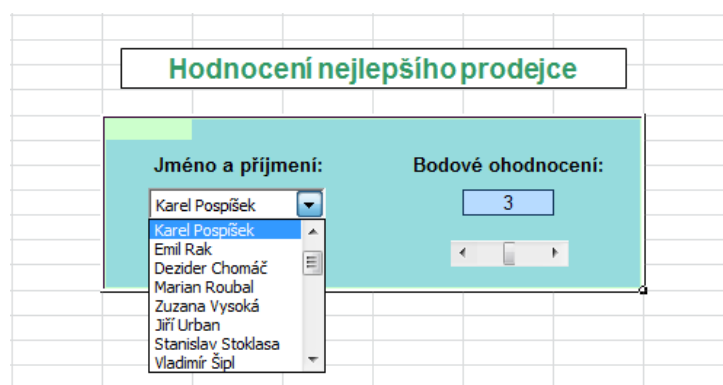 Hodnocení nejlepšího prodejce
Jméno a příjmení:
Bodové ohodnocení:
Karel Pospíšek
3
Karel Pospíšek
Emil Rak
Dezider Chomáč
Marian Roubal
Zuzana Vysoká
Jiří Urban
Stanislav Stoklasa
Vladimír Šipl